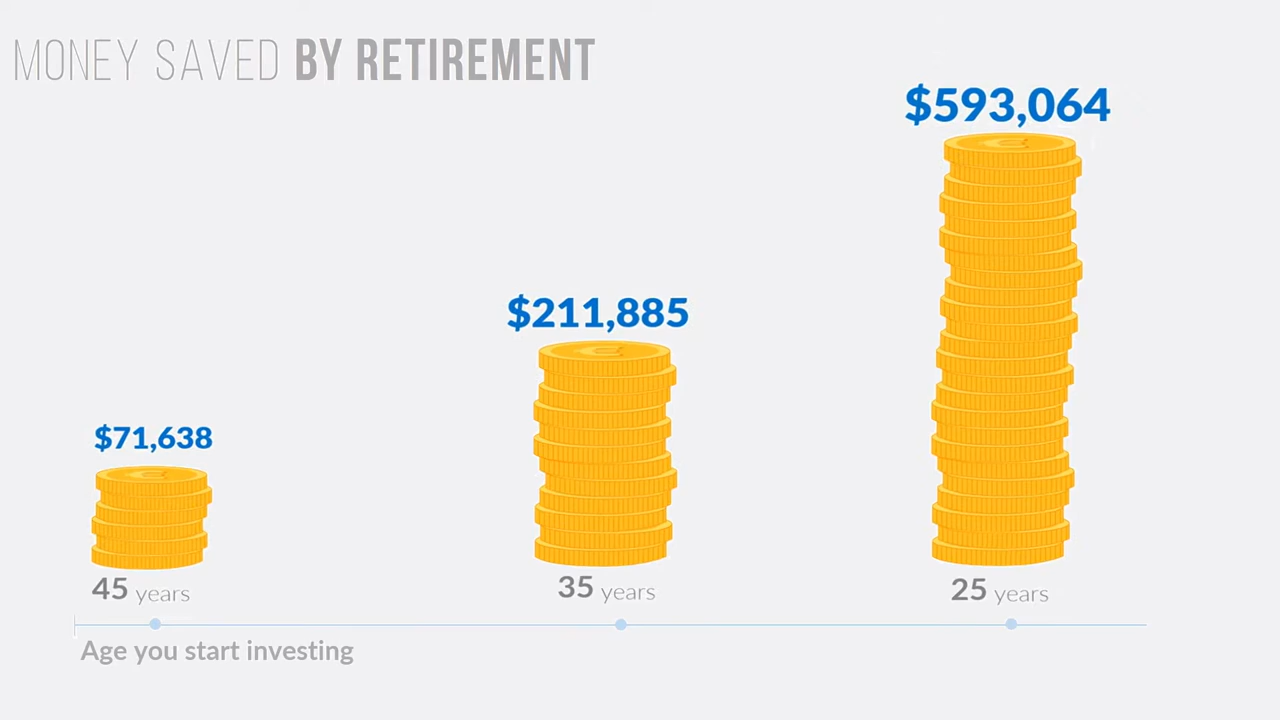 MONEY SAVED BY RETIREMENT
$593,064
$211,885
$71,638
45 years
35 years
25 years
Age you start investing